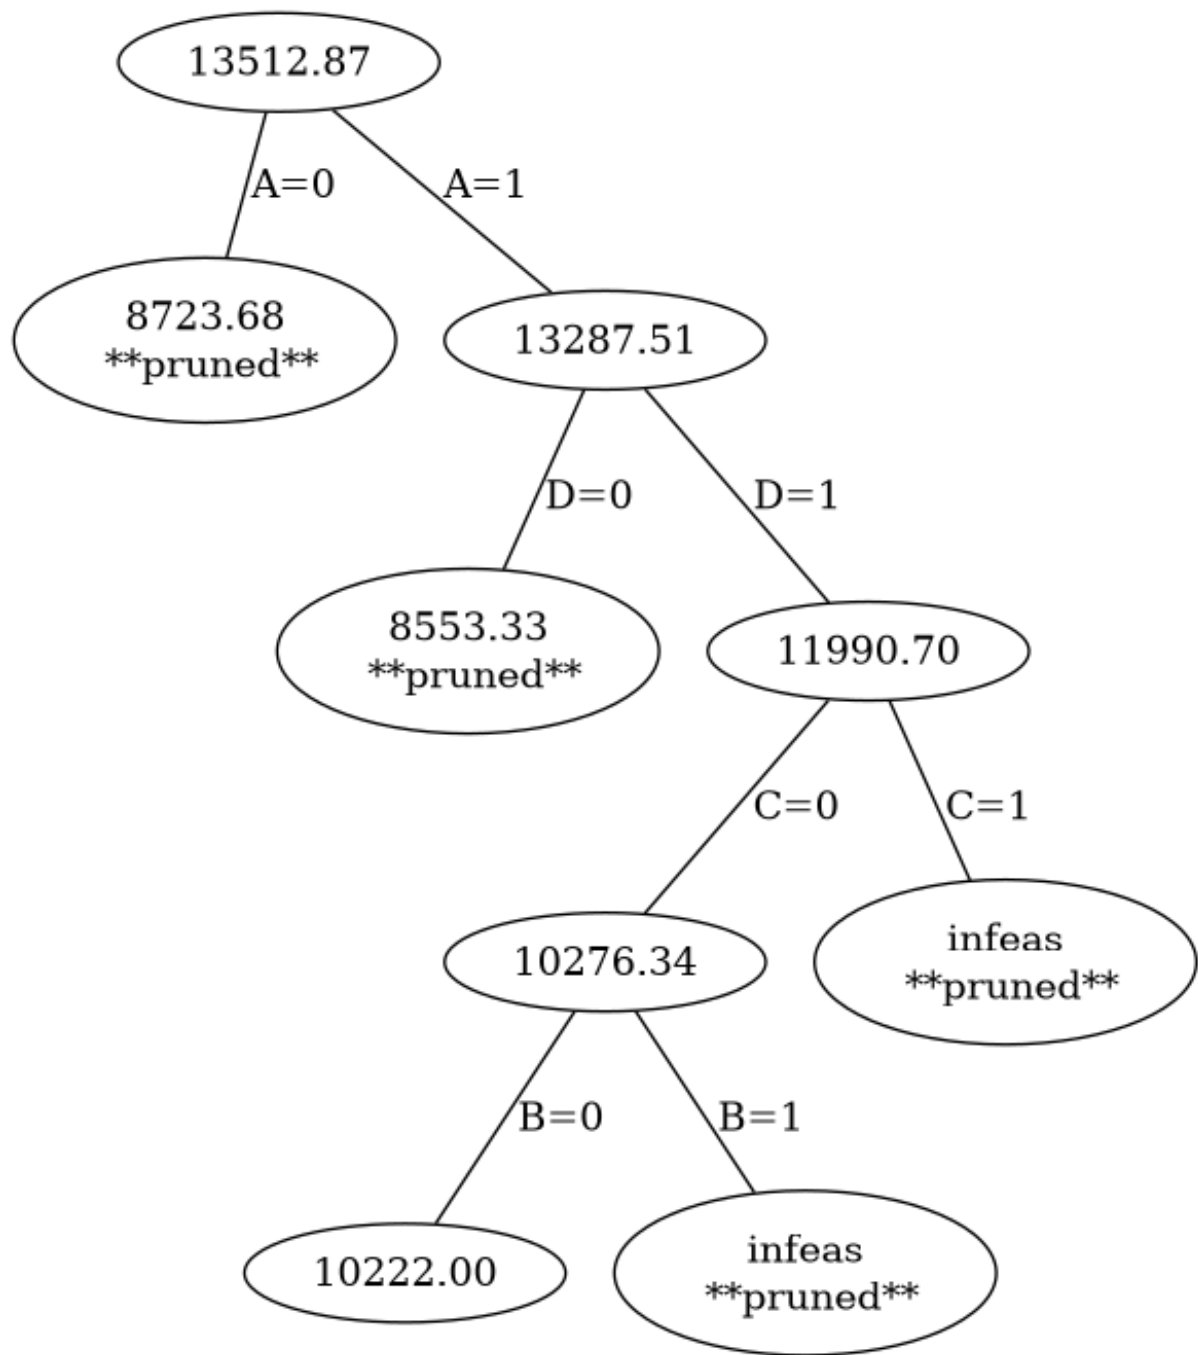 13512.87
A=0
A=1
8723.68
**pruned**
13287.51
D=0
D=1
8553.33
**pruned**
11990.70
C=0
C=1
10276.34
infeas
**pruned**
B=0
B=1
10222.00
infeas
**pruned**